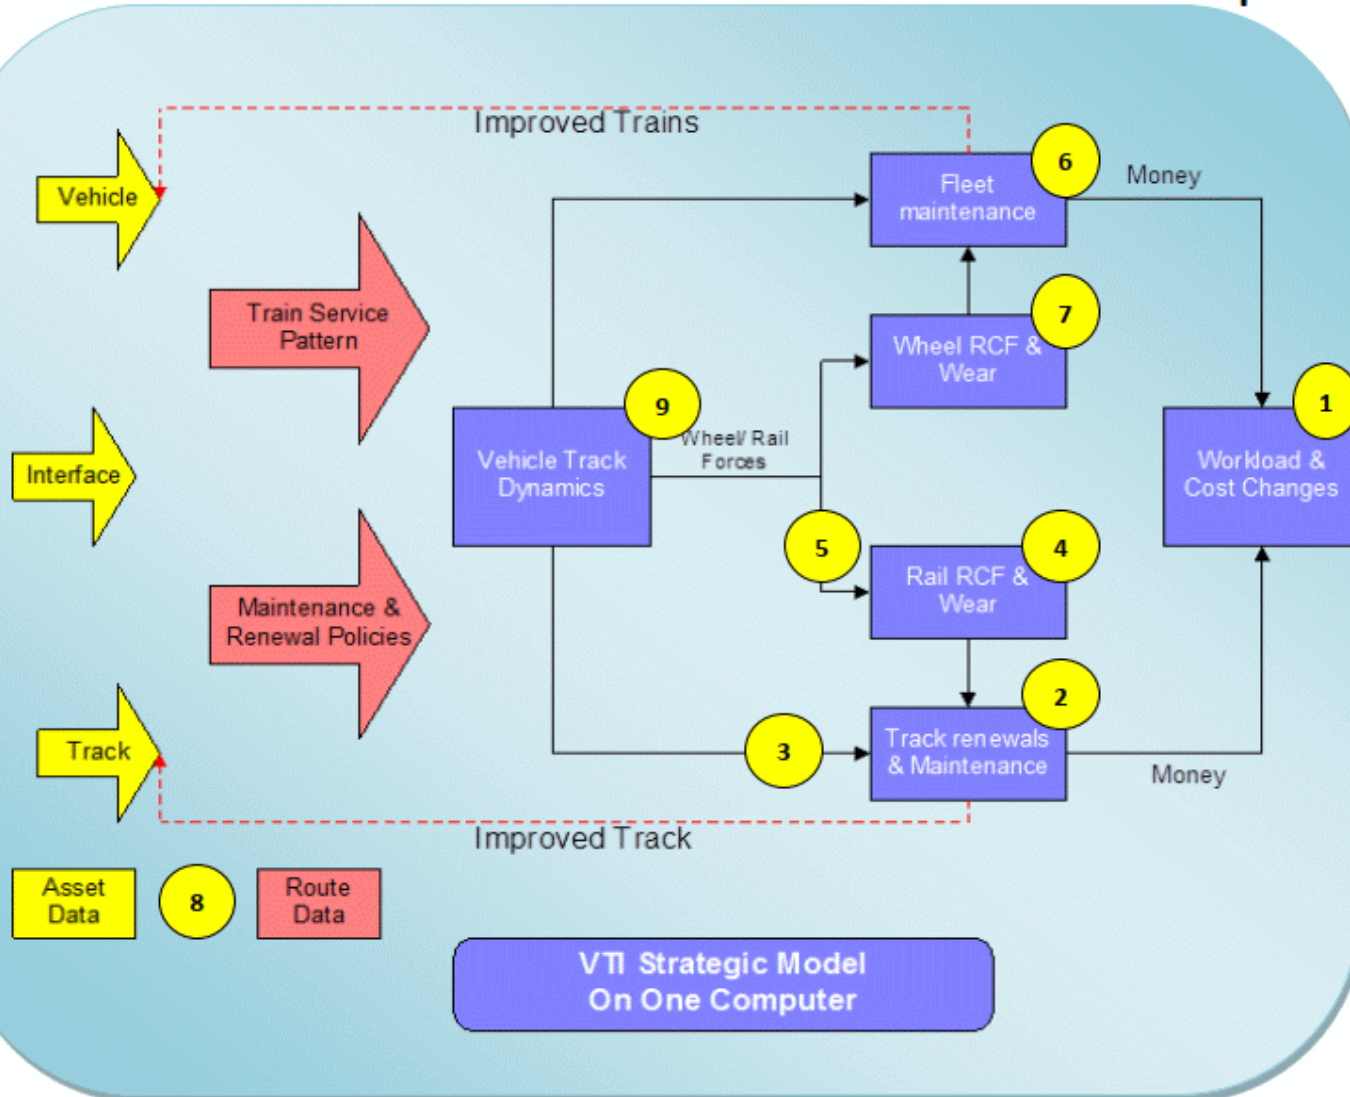 Improved Trains
Vehicle
6
Fleet
maintenance
Money
Train Service
Pattern
7
Wheel RCF &
Wear
9
1
Wheel/ Rail
Forces
Interface
Vehicle Track
Dynamics
Workload &
Cost Changes
5
4
Rail RCF &
Wear
Maintenance &
Renewal Policies
2
Track
3
Track renewals
& Maintenance
Money
Improved Track
Asset
Data
8
Route
Data
VTI Strategic Model
On One Computer